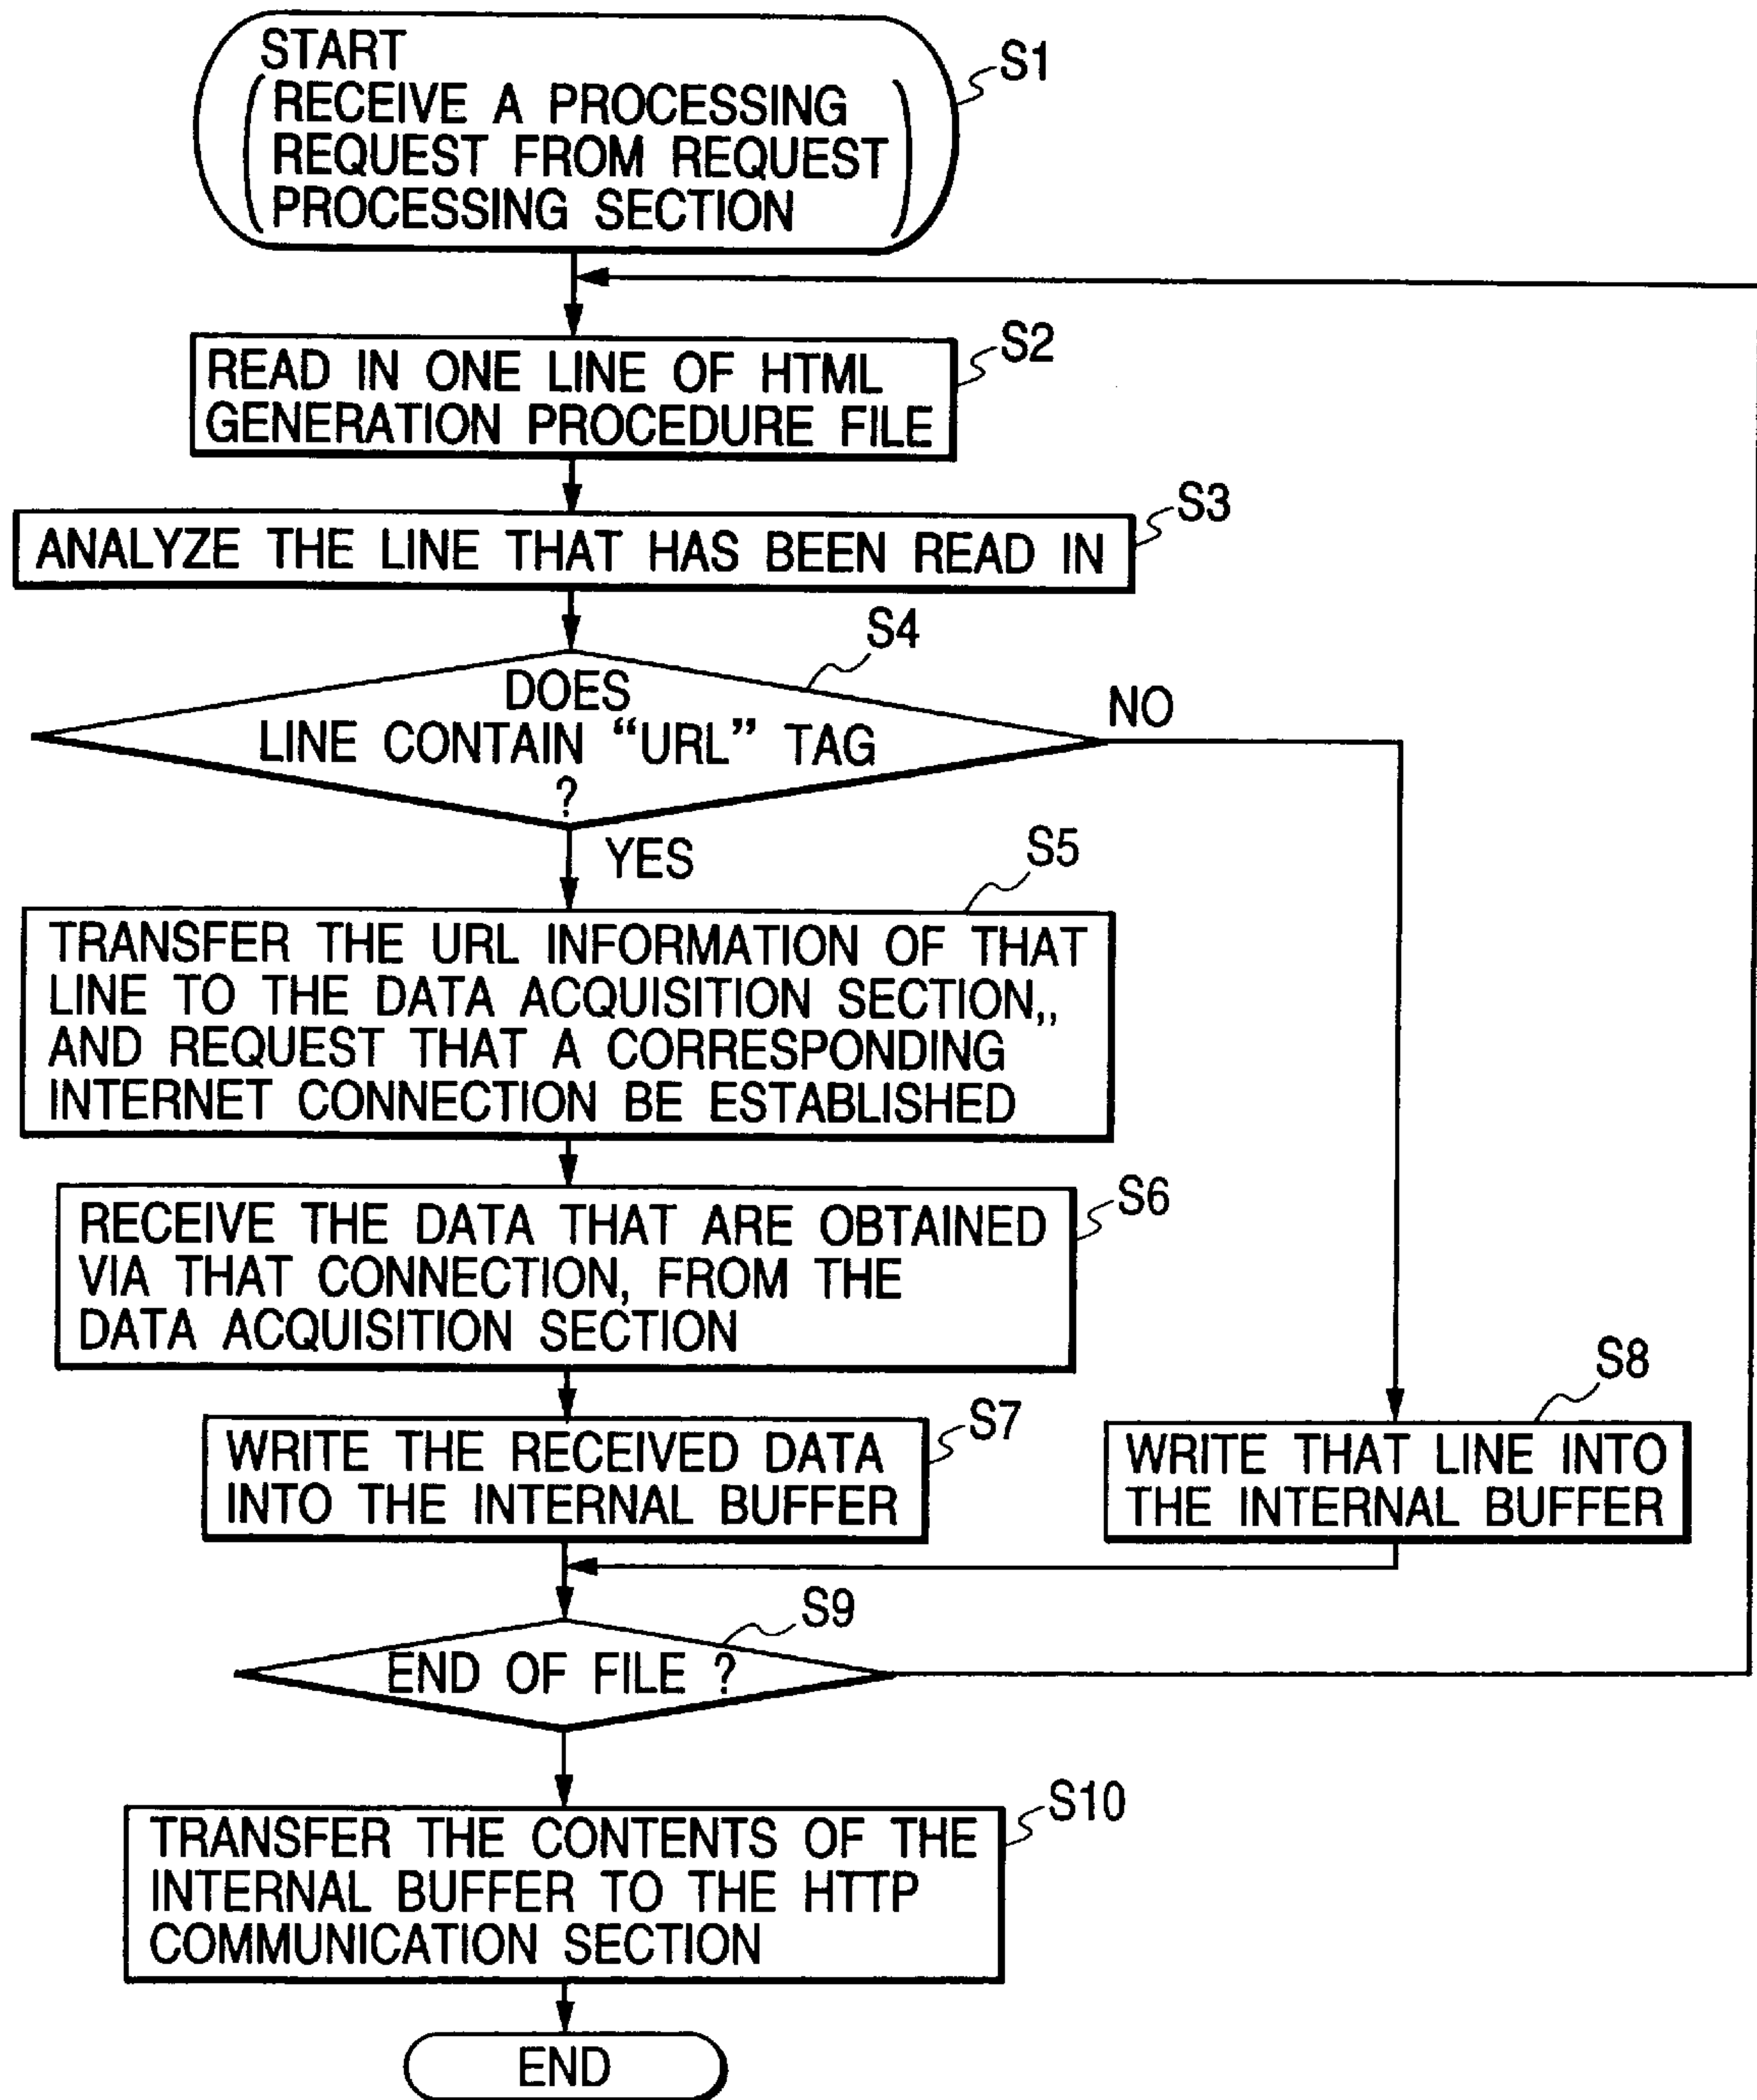 START
RECEIVE A PROCESSING
REQUEST FROM REQUEST
PROCESSING SECTION
S1
READ IN ONE LINE OF HTML
GENERATION PROCEDURE FILE
S2
ANALYZE THE LINE THAT HAS BEEN READ IN
S3
S4
DOES
LINE CONTAIN “URL” TAG
?
NO
YES
S5
TRANSFER THE URL INFORMATION OF THAT
LINE TO THE DATA ACQUISITION SECTION,,
AND REQUEST THAT A CORRESPONDING
INTERNET CONNECTION BE ESTABLISHED
S6
RECEIVE THE DATA THAT ARE OBTAINED
VIA THAT CONNECTION, FROM THE
DATA ACQUISITION SECTION
S7
WRITE THE RECEIVED DATA
INTO THE INTERNAL BUFFER
S8
WRITE THAT LINE INTO
THE INTERNAL BUFFER
S9
END OF FILE ?
S10
TRANSFER THE CONTENTS OF THE
INTERNAL BUFFER TO THE HTTP
COMMUNICATION SECTION
END